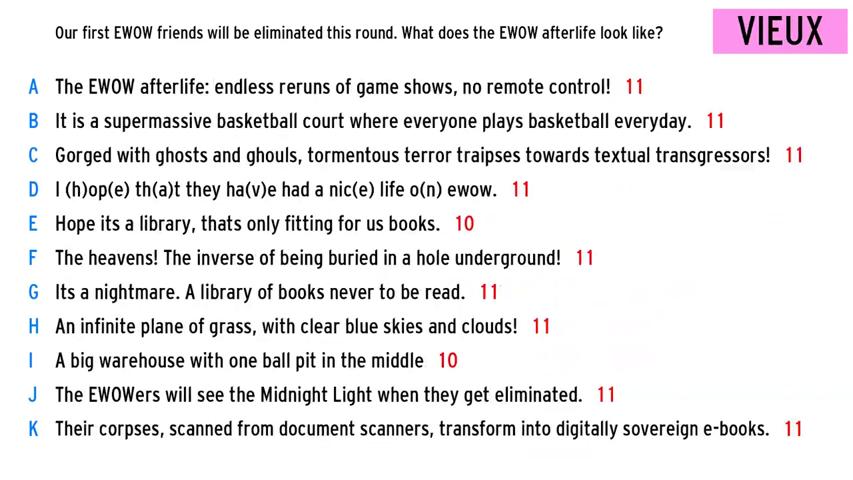 Our first EWOW friends will be eliminated this round. What does the EWOW afterlife look like?
VIEUX
A The EWOW afterlife: endless reruns of game shows, no remote control! 11
B It is a supermassive basketball court where everyone plays basketball everyday. 11
C Gorged with ghosts and ghouls, tormentous terror traipses towards textual transgressors! 11
D I (h)op(e) th(a)t they ha(v)e had a nic(e) life o(n) ewow. 11
E Hope its a library, thats only fitting for us books. 10
F The heavens! The inverse of being buried in a hole underground! 11
G Its a nightmare. A library of books never to be read. 11
H An infinite plane of grass, with clear blue skies and clouds! 11
I A big warehouse with one ball pit in the middle 10
J The EWOWers will see the Midnight Light when they get eliminated. 11
K Their corpses, scanned from document scanners, transform into digitally sovereign e-books. 11